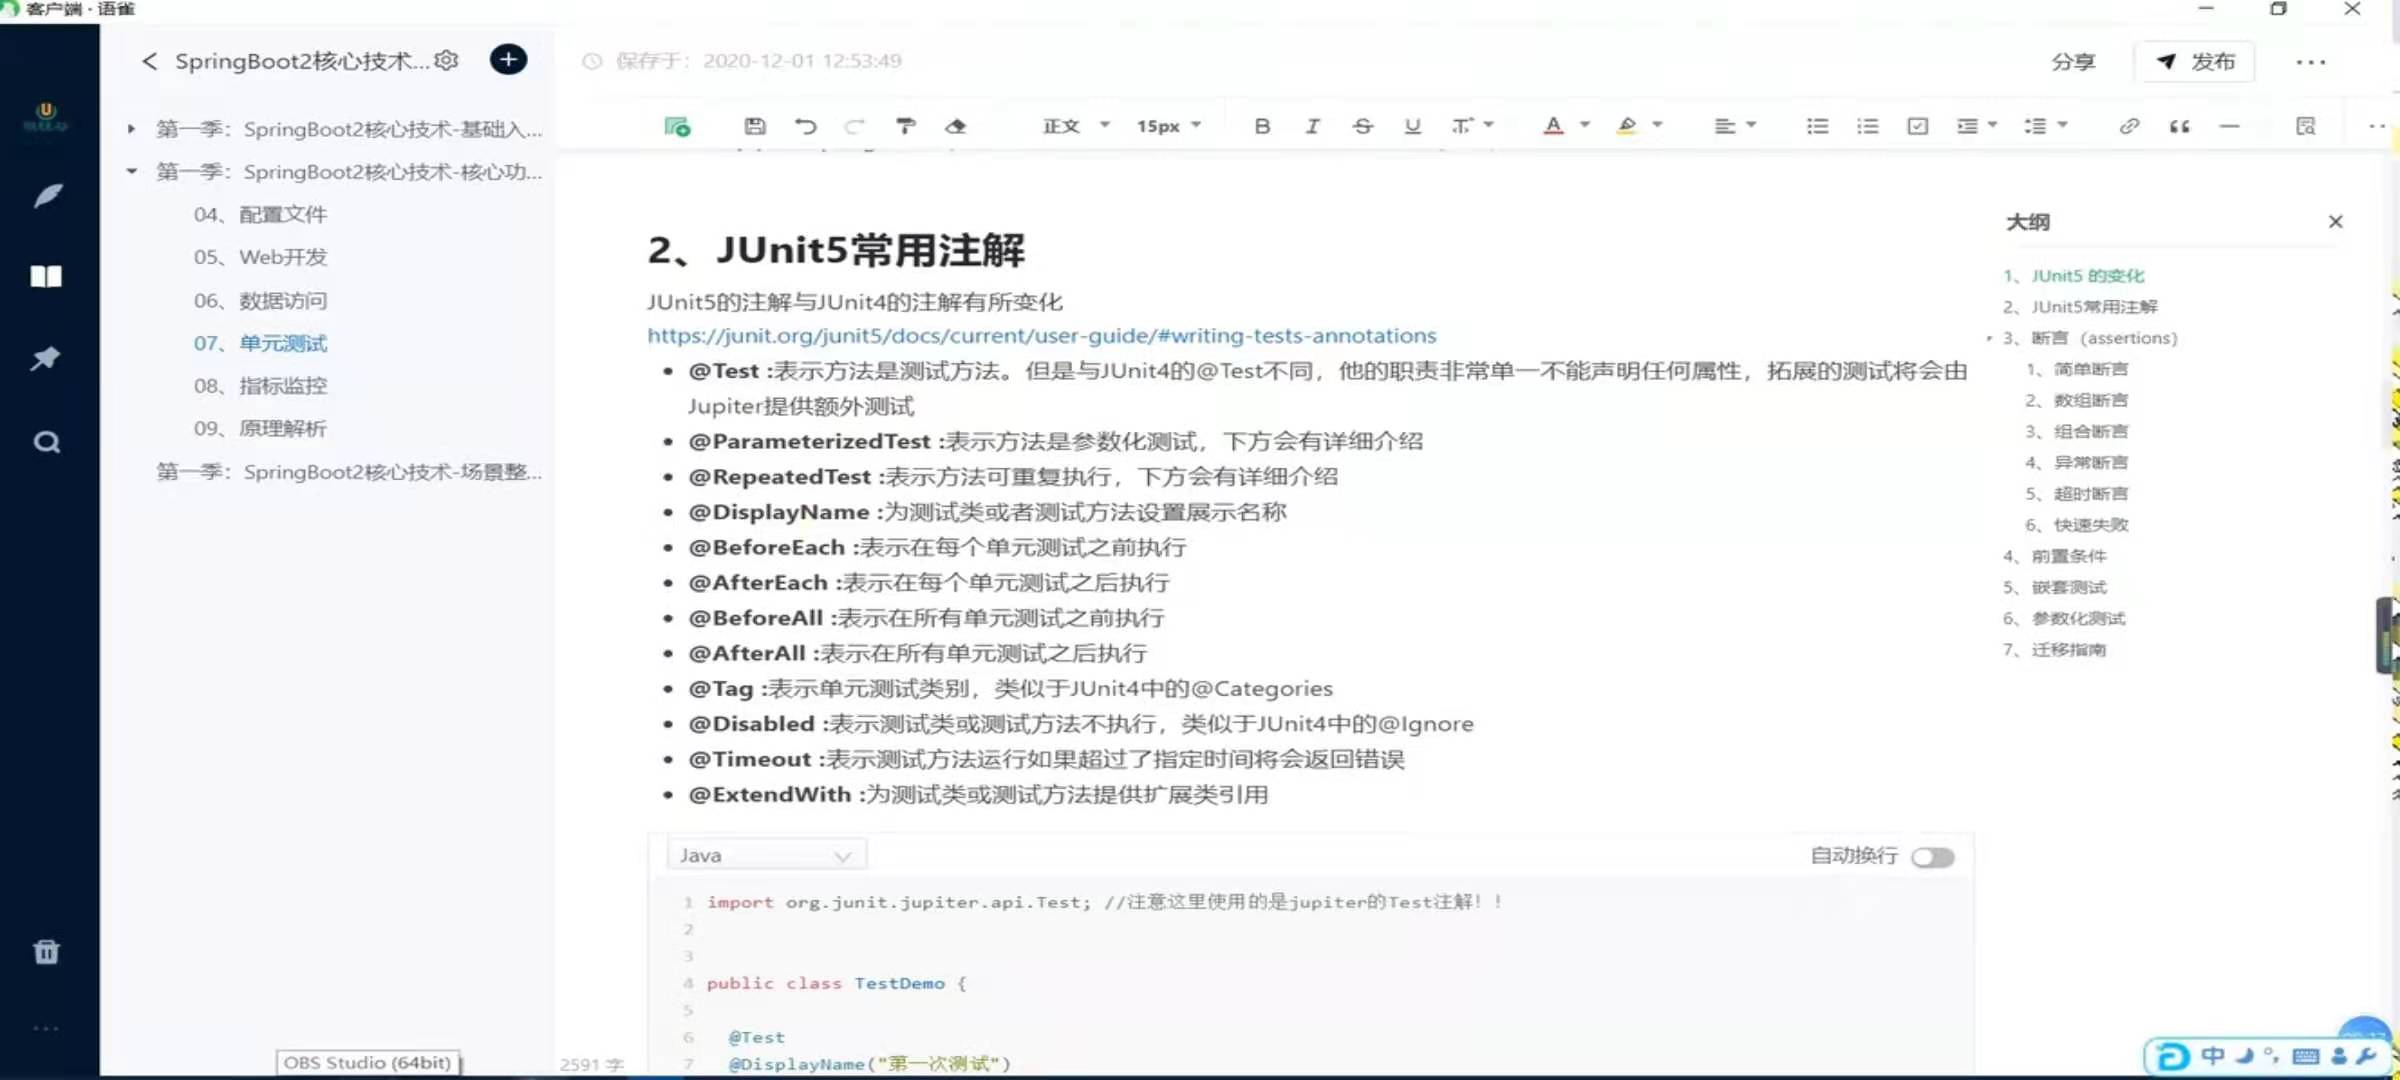 客户端 · 语雀
SpringBoot2核心技术...
第一季：SpringBoot2核心技术-基础入...
第一季：SpringBoot2核心技术-核心功...
04、配置文件
05、Web开发
06、数据访问
07、单元测试
08、指标监控
09、原理解析
第一季：SpringBoot2核心技术-场景整...
保存于：2020-12-01 12:53:49
分享
发布
正文
15px
2、JUnit5常用注解
JUnit5的注解与JUnit4的注解有所变化
https://junit.org/junit5/docs/current/user-guide/#writing-tests-annotations
• @Test :表示方法是测试方法。但是与JUnit4的@Test不同，他的职责非常单一不能声明任何属性，拓展的测试将会由
Jupiter提供额外测试
• @ParameterizedTest :表示方法是参数化测试，下方会有详细介绍
• @RepeatedTest :表示方法可重复执行，下方会有详细介绍
• @DisplayName :为测试类或者测试方法设置展示名称
• @BeforeEach :表示在每个单元测试之前执行
• @AfterEach :表示在每个单元测试之后执行
• @BeforeAll :表示在所有单元测试之前执行
• @AfterAll :表示在所有单元测试之后执行
• @Tag :表示单元测试类别，类似于JUnit4中的@Categories
• @Disabled :表示测试类或测试方法不执行，类似于JUnit4中的@Ignore
• @Timeout :表示测试方法运行如果超过了指定时间将会返回错误
• @ExtendWith :为测试类或测试方法提供扩展类引用
Java
自动换行
1 import org.junit.jupiter.api.Test; //注意这里使用的是jupiter的Test注解！！
2
3
4 public class TestDemo {
5
6 @Test
7 @DisplayName("第一次测试")
大纲
1、JUnit5 的变化
2、JUnit5常用注解
3、断言（assertions）
1、简单断言
2、数组断言
3、组合断言
4、异常断言
5、超时断言
6、快速失败
4、前置条件
5、嵌套测试
6、参数化测试
7、迁移指南
OBS Studio (64bit)
2591 字
中